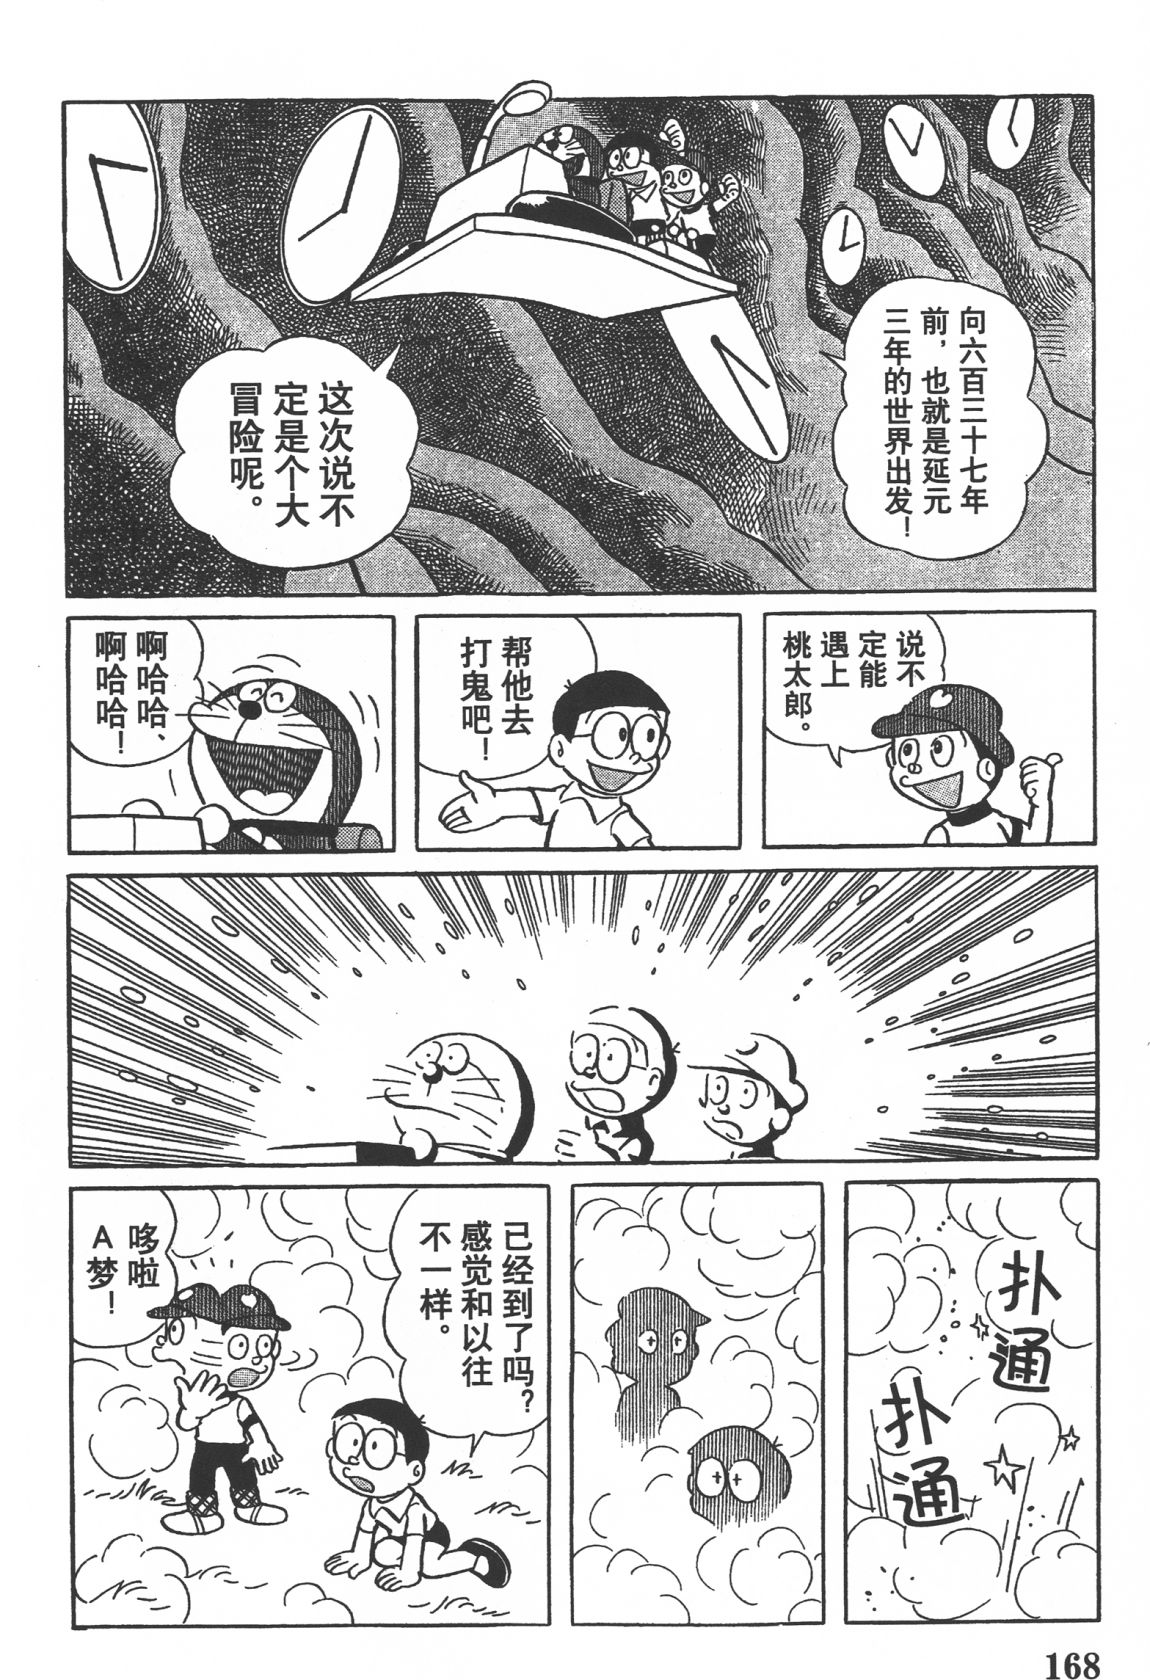 向六百三十七年
前，也就是延元
三年的世界出发！
这次说不
定是个大
冒险呢。
说不
定能
遇上
桃太郎。
帮他去
打鬼吧！
啊哈哈、
啊哈哈！
扑通
扑通
已经到了吗？
感觉和以往
不一样。
哆啦
A梦！
168